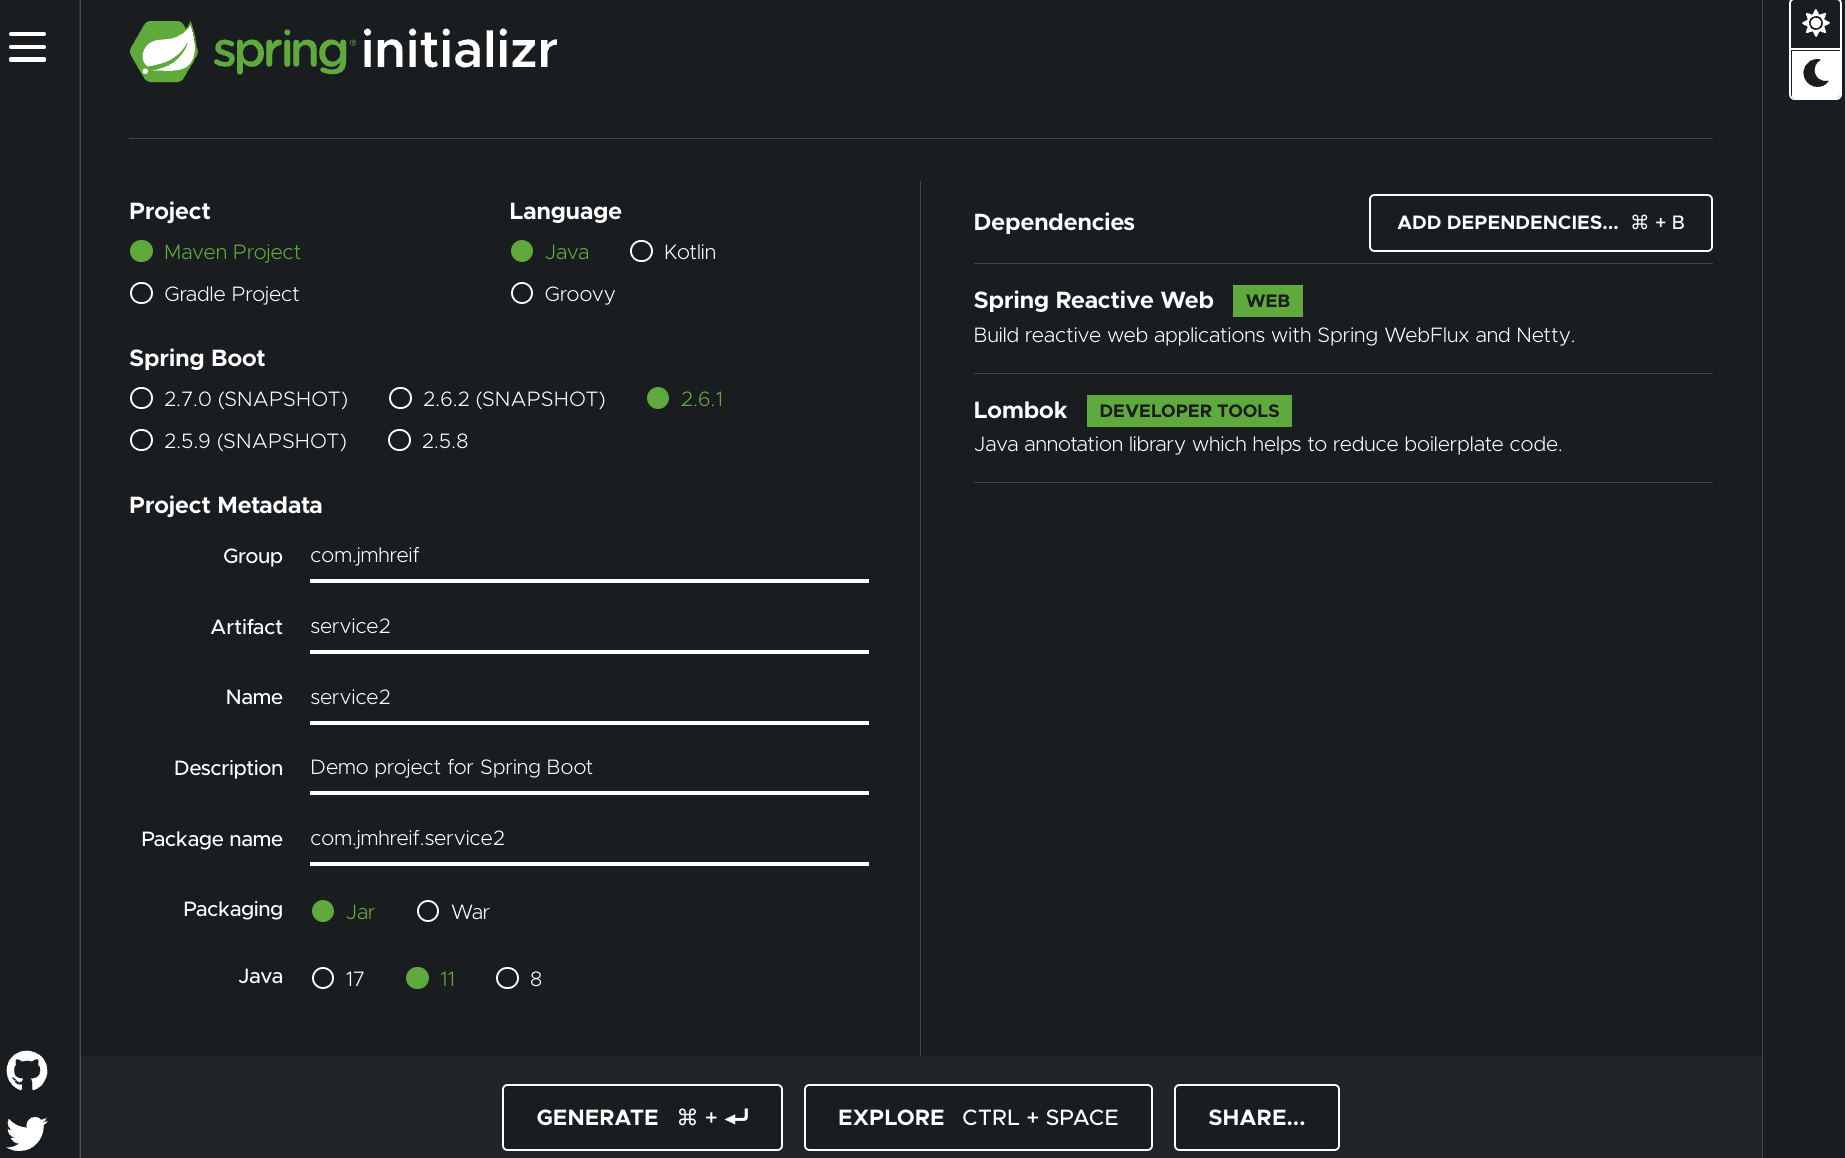 spring initializr
Project
Maven Project
Gradle Project
Language
Java Kotlin
Groovy
Spring Boot
2.7.0 (SNAPSHOT) 2.6.2 (SNAPSHOT) 2.6.1
2.5.9 (SNAPSHOT) 2.5.8
Project Metadata
Group com.jmhreif
Artifact service2
Name service2
Description Demo project for Spring Boot
Package name com.jmhreif.service2
Packaging Jar War
Java 17 11 8
Dependencies
ADD DEPENDENCIES... ⌘ + B
Spring Reactive Web WEB
Build reactive web applications with Spring WebFlux and Netty.
Lombok DEVELOPER TOOLS
Java annotation library which helps to reduce boilerplate code.
GENERATE ⌘ + ⏎
EXPLORE CTRL + SPACE
SHARE...